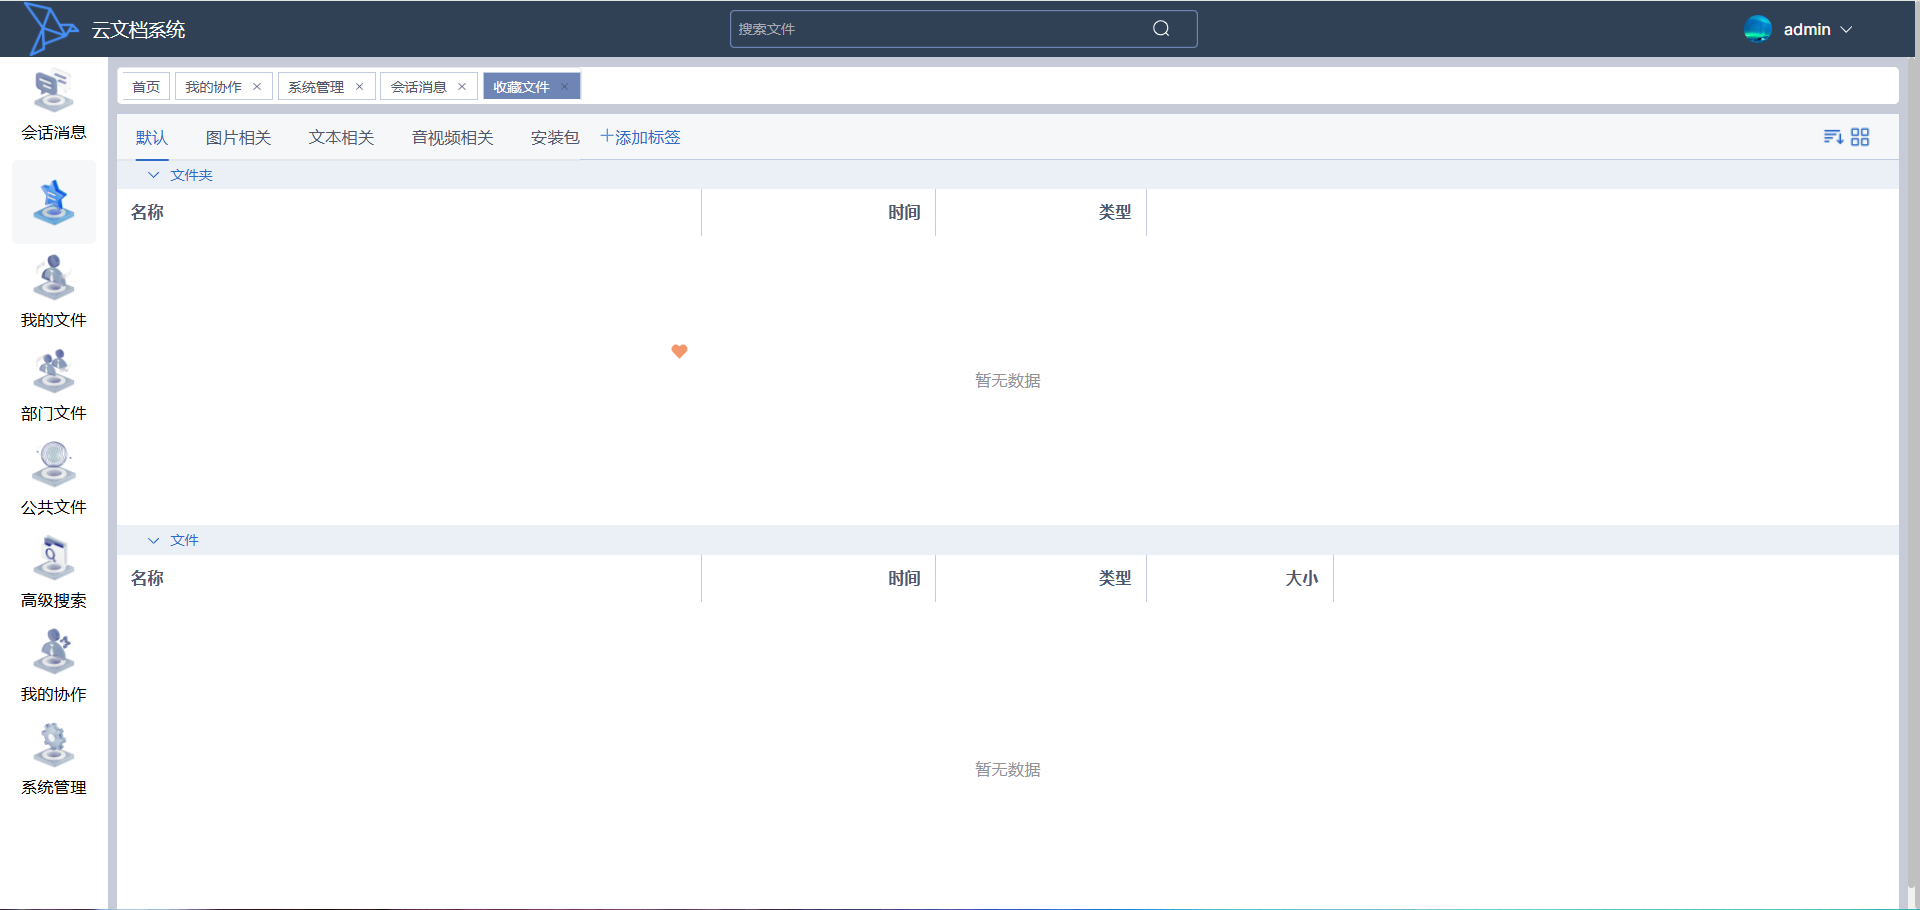 云文档系统
搜索文件
admin
会话消息
我的文件
部门文件
公共文件
高级搜索
我的协作
系统管理
首页 我的协作 系统管理 会话消息 收藏文件
默认 图片相关 文本相关 音视频相关 安装包 +添加标签
文件夹
名称 时间 类型
暂无数据
文件
名称 时间 类型 大小
暂无数据